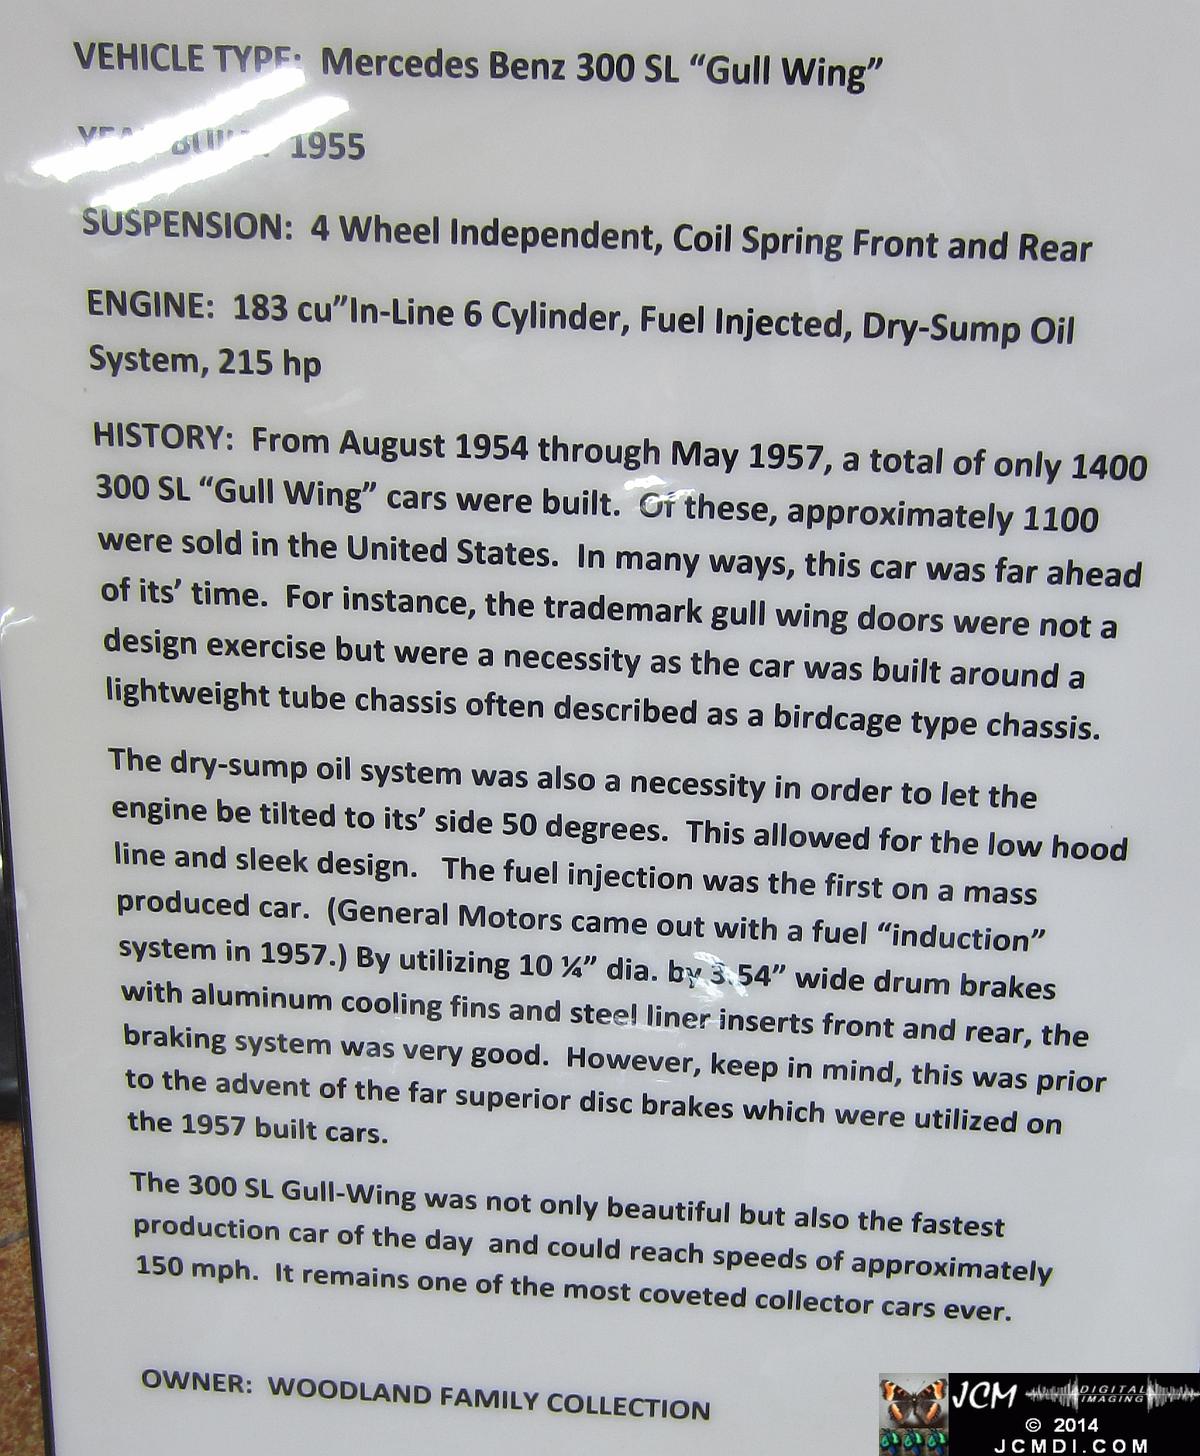 VEHICLE TYPE: Mercedes Benz 300 SL “Gull Wing”
YEAR BUILT: 1955
SUSPENSION: 4 Wheel Independent, Coil Spring Front and Rear
ENGINE: 183 cu”In-Line 6 Cylinder, Fuel Injected, Dry-Sump Oil
System, 215 hp
HISTORY: From August 1954 through May 1957, a total of only 1400
300 SL “Gull Wing” cars were built. Of these, approximately 1100
were sold in the United States. In many ways, this car was far ahead
of its’ time. For instance, the trademark gull wing doors were not a
design exercise but were a necessity as the car was built around a
lightweight tube chassis often described as a birdcage type chassis.
The dry-sump oil system was also a necessity in order to let the
engine be tilted to its’ side 50 degrees. This allowed for the low hood
line and sleek design. The fuel injection was the first on a mass
produced car. (General Motors came out with a fuel “induction”
system in 1957.) By utilizing 10 ¼” dia. by 3.54” wide drum brakes
with aluminum cooling fins and steel liner inserts front and rear, the
braking system was very good. However, keep in mind, this was prior
to the advent of the far superior disc brakes which were utilized on
the 1957 built cars.
The 300 SL Gull-Wing was not only beautiful but also the fastest
production car of the day and could reach speeds of approximately
150 mph. It remains one of the most coveted collector cars ever.
OWNER: WOODLAND FAMILY COLLECTION
JCM DIGITAL IMAGING
© 2014
JCMDI.COM